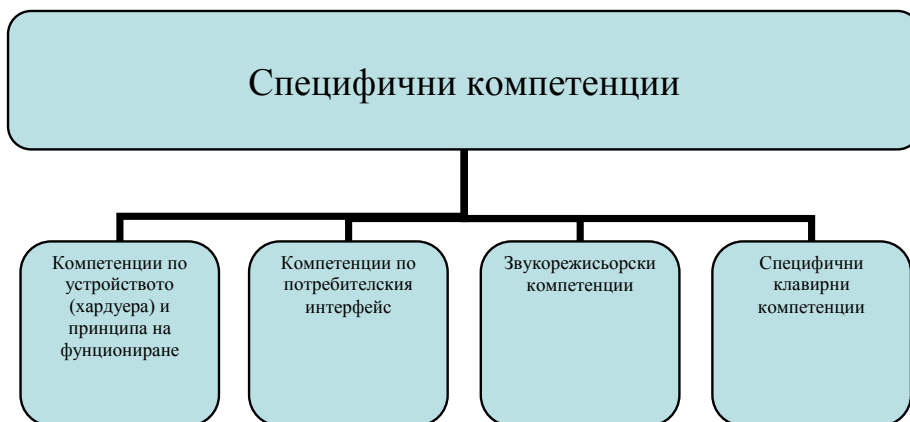 Специфични компетенции
Компетенции по
устройството
(хардуера) и
принципа на
фунциониране
Компетенции по
потребителския
интерфейс
Звукорежисьорски
компетенции
Специфични
клавирни
компетенции